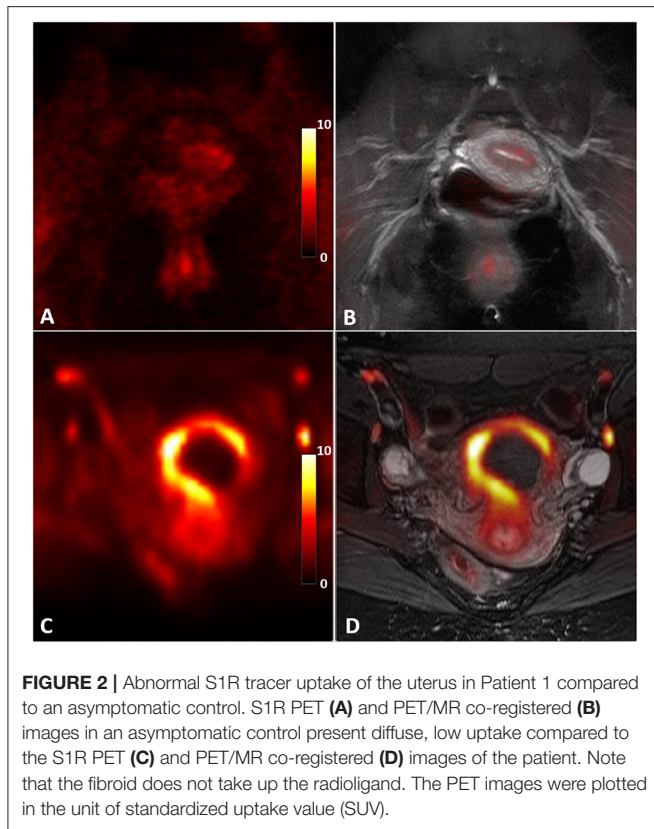 10
0
A
B
10
0
C
D
FIGURE 2 | Abnormal S1R tracer uptake of the uterus in Patient 1 compared
to an asymptomatic control. S1R PET (A) and PET/MR co-registered (B)
images in an asymptomatic control present diffuse, low uptake compared to
the S1R PET (C) and PET/MR co-registered (D) images of the patient. Note
that the fibroid does not take up the radioligand. The PET images were plotted
in the unit of standardized uptake value (SUV).